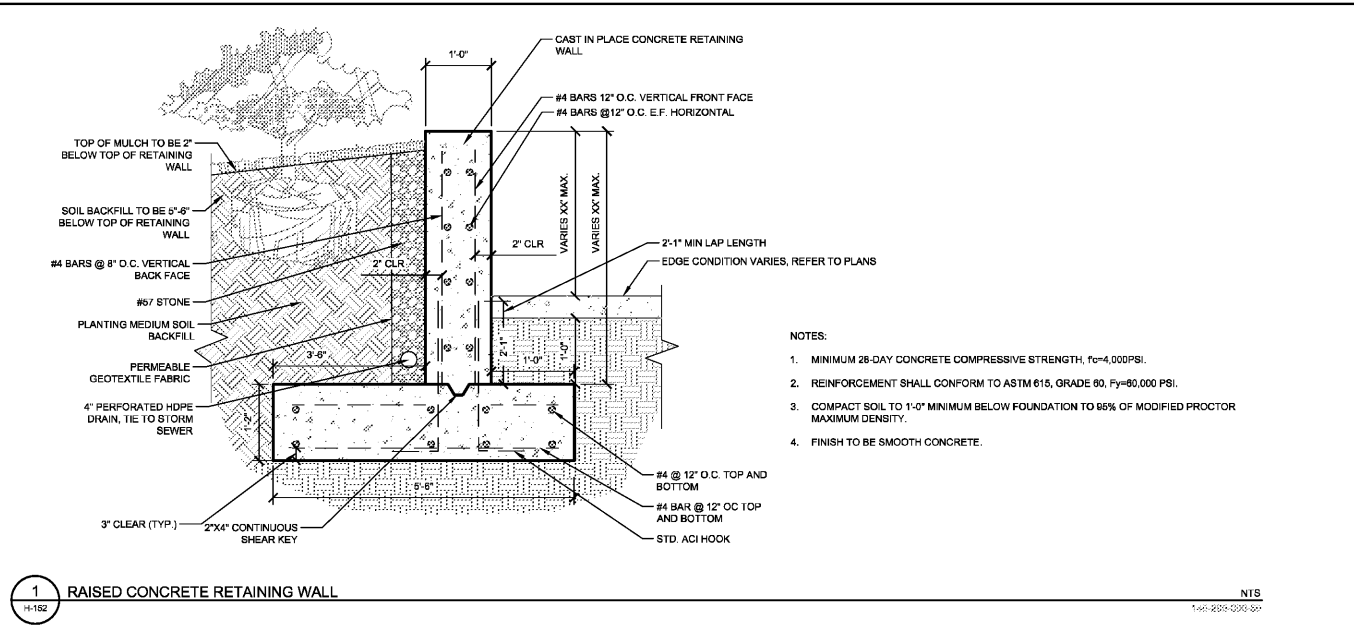 1'-0"
CAST IN PLACE CONCRETE RETAINING
WALL
#4 BARS 12" O.C. VERTICAL FRONT FACE
#4 BARS @12" O.C. E.F. HORIZONTAL
TOP OF MULCH TO BE 2"
BELOW TOP OF RETAINING
WALL
SOIL BACKFILL TO BE 5"-6"
BELOW TOP OF RETAINING
WALL
#4 BARS @ 8" O.C. VERTICAL
BACK FACE
#57 STONE
PLANTING MEDIUM SOIL
BACKFILL
PERMEABLE
GEOTEXTILE FABRIC
4" PERFORATED HDPE
DRAIN, TIE TO STORM
SEWER
3" CLEAR (TYP.)
2"X4" CONTINUOUS
SHEAR KEY
2" CLR
2" CLR
VARIES XX' MAX.
VARIES XX' MAX.
2'-1" MIN LAP LENGTH
EDGE CONDITION VARIES, REFER TO PLANS
3'-6"
2'-1"
1'-0"
1'-0"
1'-2"
5'-6"
#4 @ 12" O.C. TOP AND
BOTTOM
#4 BAR @ 12" OC TOP
AND BOTTOM
STD. ACI HOOK
NOTES:
1. MINIMUM 28-DAY CONCRETE COMPRESSIVE STRENGTH, f'c=4,000PSI.
2. REINFORCEMENT SHALL CONFORM TO ASTM 615, GRADE 60, Fy=60,000 PSI.
3. COMPACT SOIL TO 1'-0" MINIMUM BELOW FOUNDATION TO 95% OF MODIFIED PROCTOR
MAXIMUM DENSITY.
4. FINISH TO BE SMOOTH CONCRETE.
1
H-152
RAISED CONCRETE RETAINING WALL
NTS